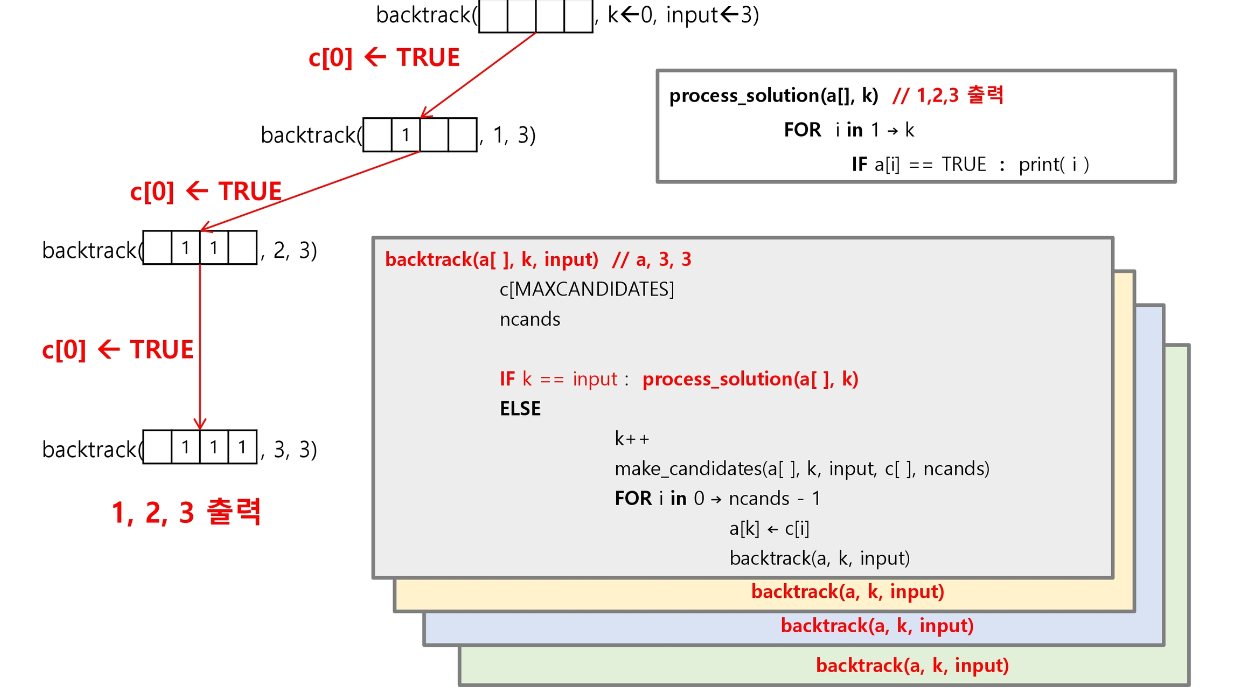 backtrack( , k←0, input←3)
c[0] ← TRUE
backtrack( 1 , 1, 3)
c[0] ← TRUE
backtrack( 1 1 , 2, 3)
c[0] ← TRUE
backtrack( 1 1 1 , 3, 3)
1, 2, 3 출력
process_solution(a[], k) // 1,2,3 출력
FOR i in 1 → k
IF a[i] == TRUE : print( i )
backtrack(a[ ], k, input) // a, 3, 3
c[MAXCANDIDATES]
ncands
IF k == input : process_solution(a[ ], k)
ELSE
k++
make_candidates(a[ ], k, input, c[ ], ncands)
FOR i in 0 → ncands - 1
a[k] ← c[i]
backtrack(a, k, input)
backtrack(a, k, input)
backtrack(a, k, input)
backtrack(a, k, input)